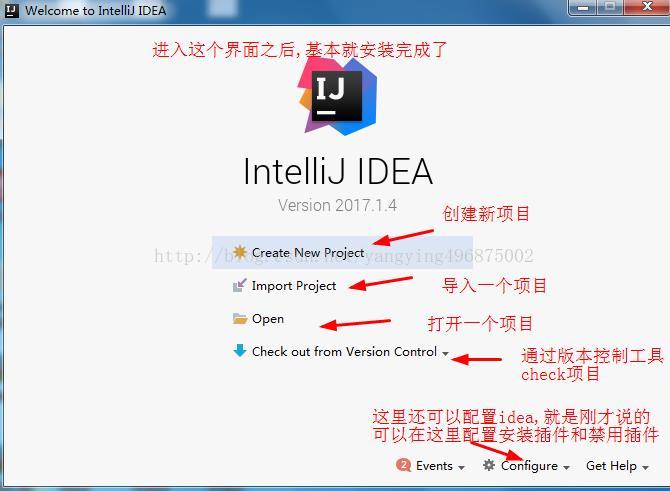 Welcome to IntelliJ IDEA
进入这个界面之后,基本就安装完成了
IJ
IntelliJ IDEA
Version 2017.1.4
创建新项目
http://blog.csdn.net/yangying496875002
Create New Project
Import Project
导入一个项目
Open
打开一个项目
Check out from Version Control
通过版本控制工具
check项目
这里还可以配置idea,就是刚才说的
可以在这里配置安装插件和禁用插件
2 Events
Configure
Get Help